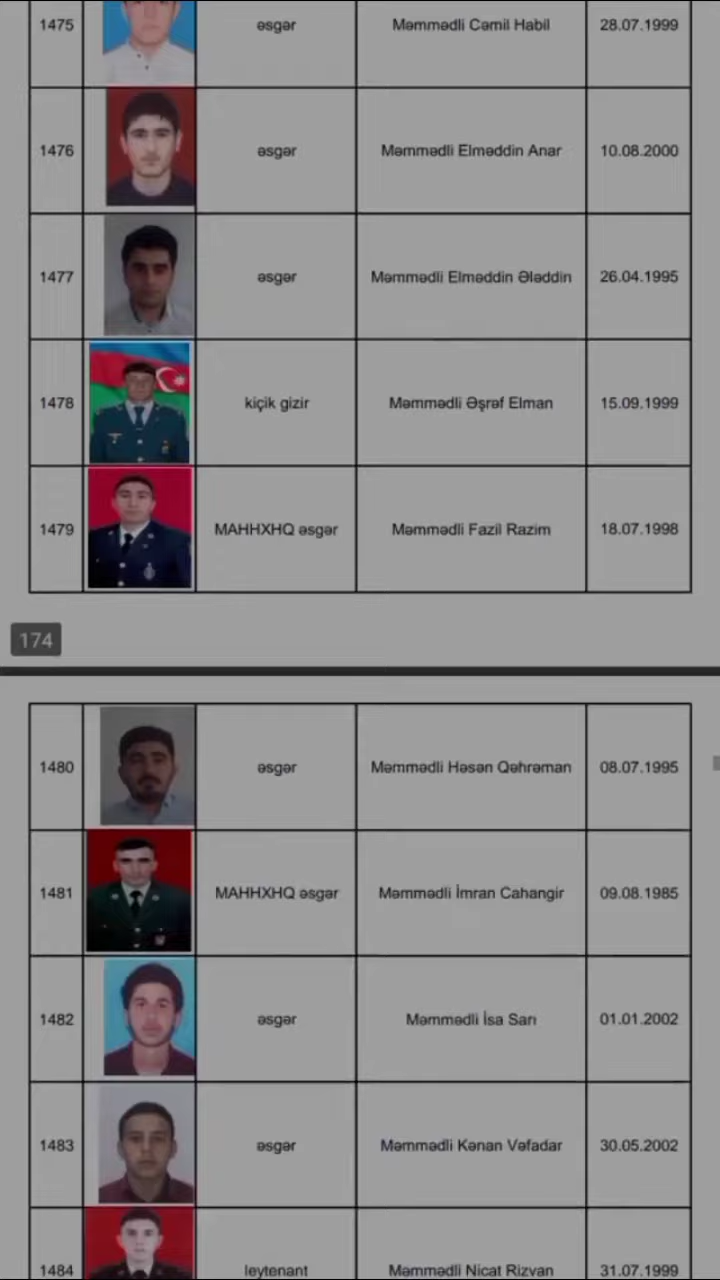 1475 əsgər Məmmədli Cəmil Habil 28.07.1999
1476 əsgər Məmmədli Elməddin Anar 10.08.2000
1477 əsgər Məmmədli Elməddin Ələddin 26.04.1995
1478 kiçik gizir Məmmədli Əşrəf Elman 15.09.1999
1479 MAHHXHQ əsgər Məmmədli Fazil Razim 18.07.1998
174
1480 əsgər Məmmədli Həsən Qəhrəman 08.07.1995
1481 MAHHXHQ əsgər Məmmədli İmran Cahangir 09.08.1985
1482 əsgər Məmmədli İsa Sarı 01.01.2002
1483 əsgər Məmmədli Kənan Vəfadar 30.05.2002
1484 leytenant Məmmədli Nicat Rizvan 31.07.1999